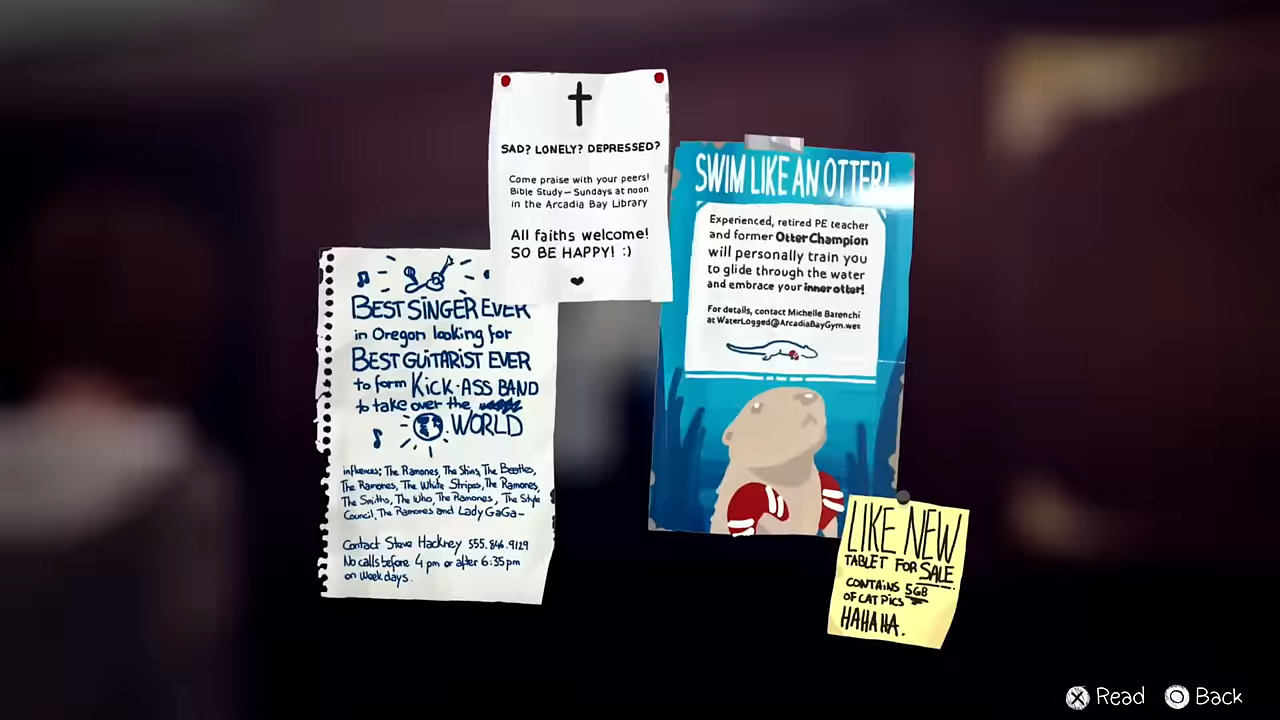 SAD? LONELY? DEPRESSED?
Come praise with your peers!
Bible Study - Sundays at noon
in the Arcadia Bay Library
All faiths welcome!
SO BE HAPPY! :)
SWIM LIKE AN OTTER!
Experienced, retired PE teacher
and former Otter Champion
will personally train you
to glide through the water
and embrace your inner otter!
For details, contact Michelle Barenchi
at WaterLogged@ArcadiaBayGym.wes
BEST SINGER EVER
in Oregon looking for
BEST GUITARIST EVER
to form KICK-ASS BAND
to take over the
WORLD
influences: The Ramones, The Shins, The Beatles,
The Ramones, The White Stripes, The Ramones,
The Smiths, The Who, The Ramones, The Style
Council, The Ramones and Lady GaGa-
Contact Steve Hackney 555.846.9129
No calls before 4 pm or after 6:35 pm
on Weekdays.
LIKE NEW
TABLET FOR SALE
CONTAINS 5GB
OF CAT PICS
HAHAHA.
Read
Back